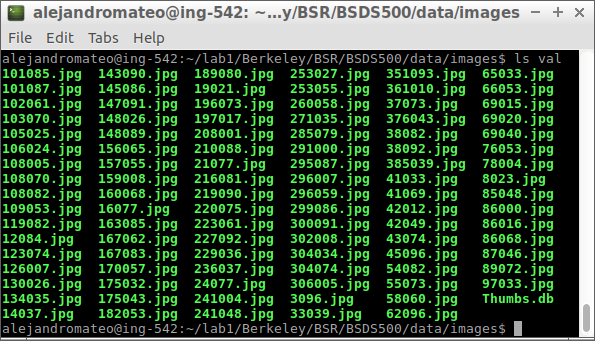 alejandromateo@ing-542: ~…y/BSR/BSDS500/data/images
File Edit Tabs Help
alejandromateo@ing-542:~/lab1/Berkeley/BSR/BSDS500/data/images$ ls val
101085.jpg 143090.jpg 189080.jpg 253027.jpg 351093.jpg 65033.jpg
101087.jpg 145086.jpg 19021.jpg 253055.jpg 361010.jpg 66053.jpg
102061.jpg 147091.jpg 196073.jpg 260058.jpg 37073.jpg 69015.jpg
103070.jpg 148026.jpg 197017.jpg 271035.jpg 376043.jpg 69020.jpg
105025.jpg 148089.jpg 208001.jpg 285079.jpg 38082.jpg 69040.jpg
106024.jpg 156065.jpg 210088.jpg 291000.jpg 38092.jpg 76053.jpg
108005.jpg 157055.jpg 21077.jpg 295087.jpg 385039.jpg 78004.jpg
108070.jpg 159008.jpg 216081.jpg 296007.jpg 41033.jpg 8023.jpg
108082.jpg 160068.jpg 219090.jpg 296059.jpg 41069.jpg 85048.jpg
109053.jpg 16077.jpg 220075.jpg 299086.jpg 42012.jpg 86000.jpg
119082.jpg 163085.jpg 223061.jpg 300091.jpg 42049.jpg 86016.jpg
12084.jpg 167062.jpg 227092.jpg 302008.jpg 43074.jpg 86068.jpg
123074.jpg 167083.jpg 229036.jpg 304034.jpg 45096.jpg 87046.jpg
126007.jpg 170057.jpg 236037.jpg 304074.jpg 54082.jpg 89072.jpg
130026.jpg 175032.jpg 24077.jpg 306005.jpg 55073.jpg 97033.jpg
134035.jpg 175043.jpg 241004.jpg 3096.jpg 58060.jpg Thumbs.db
14037.jpg 182053.jpg 241048.jpg 33039.jpg 62096.jpg
alejandromateo@ing-542:~/lab1/Berkeley/BSR/BSDS500/data/images$